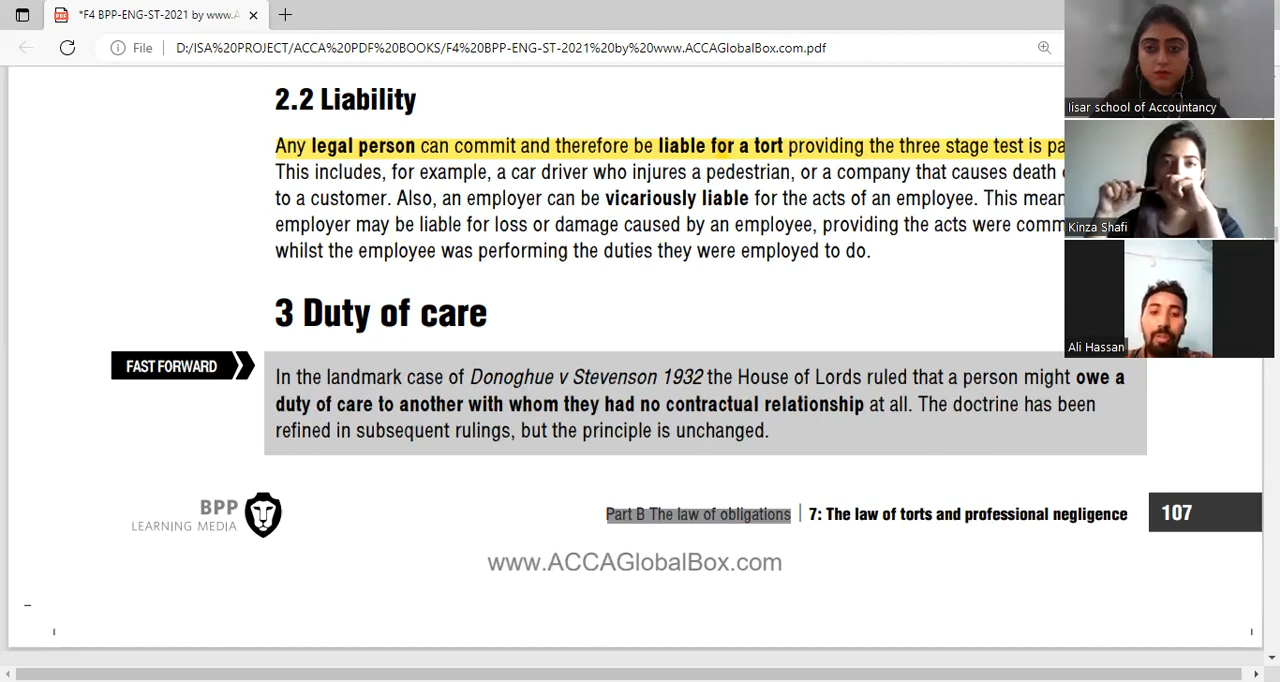 *F4 BPP-ENG-ST-2021 by www.A
File
D:/ISA%20PROJECT/ACCA%20PDF%20BOOKS/F4%20BPP-ENG-ST-2021%20by%20www.ACCAGlobalBox.com.pdf
2.2 Liability
Any legal person can commit and therefore be liable for a tort providing the three stage test is pa
This includes, for example, a car driver who injures a pedestrian, or a company that causes death
to a customer. Also, an employer can be vicariously liable for the acts of an employee. This mean
employer may be liable for loss or damage caused by an employee, providing the acts were comm
whilst the employee was performing the duties they were employed to do.
3 Duty of care
FAST FORWARD
In the landmark case of Donoghue v Stevenson 1932 the House of Lords ruled that a person might owe a
duty of care to another with whom they had no contractual relationship at all. The doctrine has been
refined in subsequent rulings, but the principle is unchanged.
BPP
LEARNING MEDIA
Part B The law of obligations | 7: The law of torts and professional negligence 107
www.ACCAGlobalBox.com
lisar school of Accountancy
Kinza Shafi
Ali Hassan